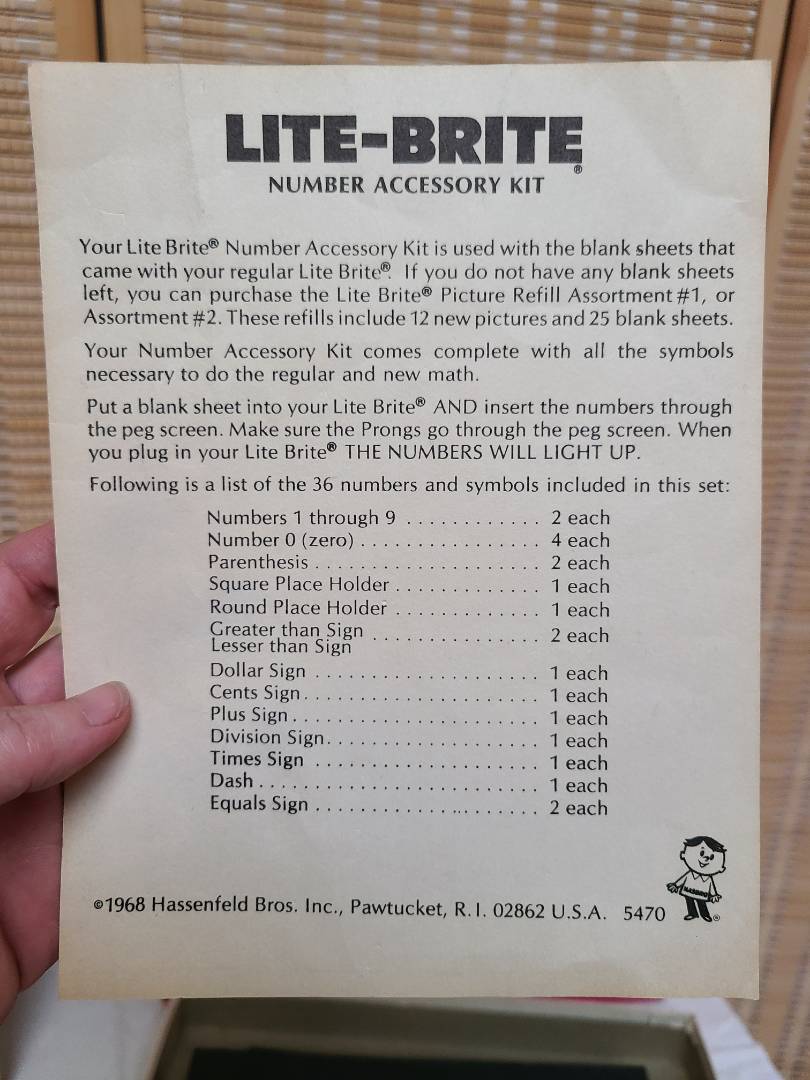 LITE-BRITE®
NUMBER ACCESSORY KIT
Your Lite Brite® Number Accessory Kit is used with the blank sheets that
came with your regular Lite Brite®. If you do not have any blank sheets
left, you can purchase the Lite Brite® Picture Refill Assortment #1, or
Assortment #2. These refills include 12 new pictures and 25 blank sheets.
Your Number Accessory Kit comes complete with all the symbols
necessary to do the regular and new math.
Put a blank sheet into your Lite Brite® AND insert the numbers through
the peg screen. Make sure the Prongs go through the peg screen. When
you plug in your Lite Brite® THE NUMBERS WILL LIGHT UP.
Following is a list of the 36 numbers and symbols included in this set:
Numbers 1 through 9 . . . . . . . . . . . . 2 each
Number 0 (zero) . . . . . . . . . . . . . . . . 4 each
Parenthesis . . . . . . . . . . . . . . . . . . . . 2 each
Square Place Holder . . . . . . . . . . . . . 1 each
Round Place Holder . . . . . . . . . . . . . 1 each
Greater than Sign . . . . . . . . . . . . . . . 2 each
Lesser than Sign
Dollar Sign . . . . . . . . . . . . . . . . . . . . 1 each
Cents Sign . . . . . . . . . . . . . . . . . . . . . 1 each
Plus Sign . . . . . . . . . . . . . . . . . . . . . . 1 each
Division Sign . . . . . . . . . . . . . . . . . . . 1 each
Times Sign . . . . . . . . . . . . . . . . . . . . 1 each
Dash . . . . . . . . . . . . . . . . . . . . . . . . . 1 each
Equals Sign . . . . . . . . . . . . . . . . . . . . 2 each
HASBRO
©1968 Hassenfeld Bros. Inc., Pawtucket, R.I. 02862 U.S.A. 5470 ®